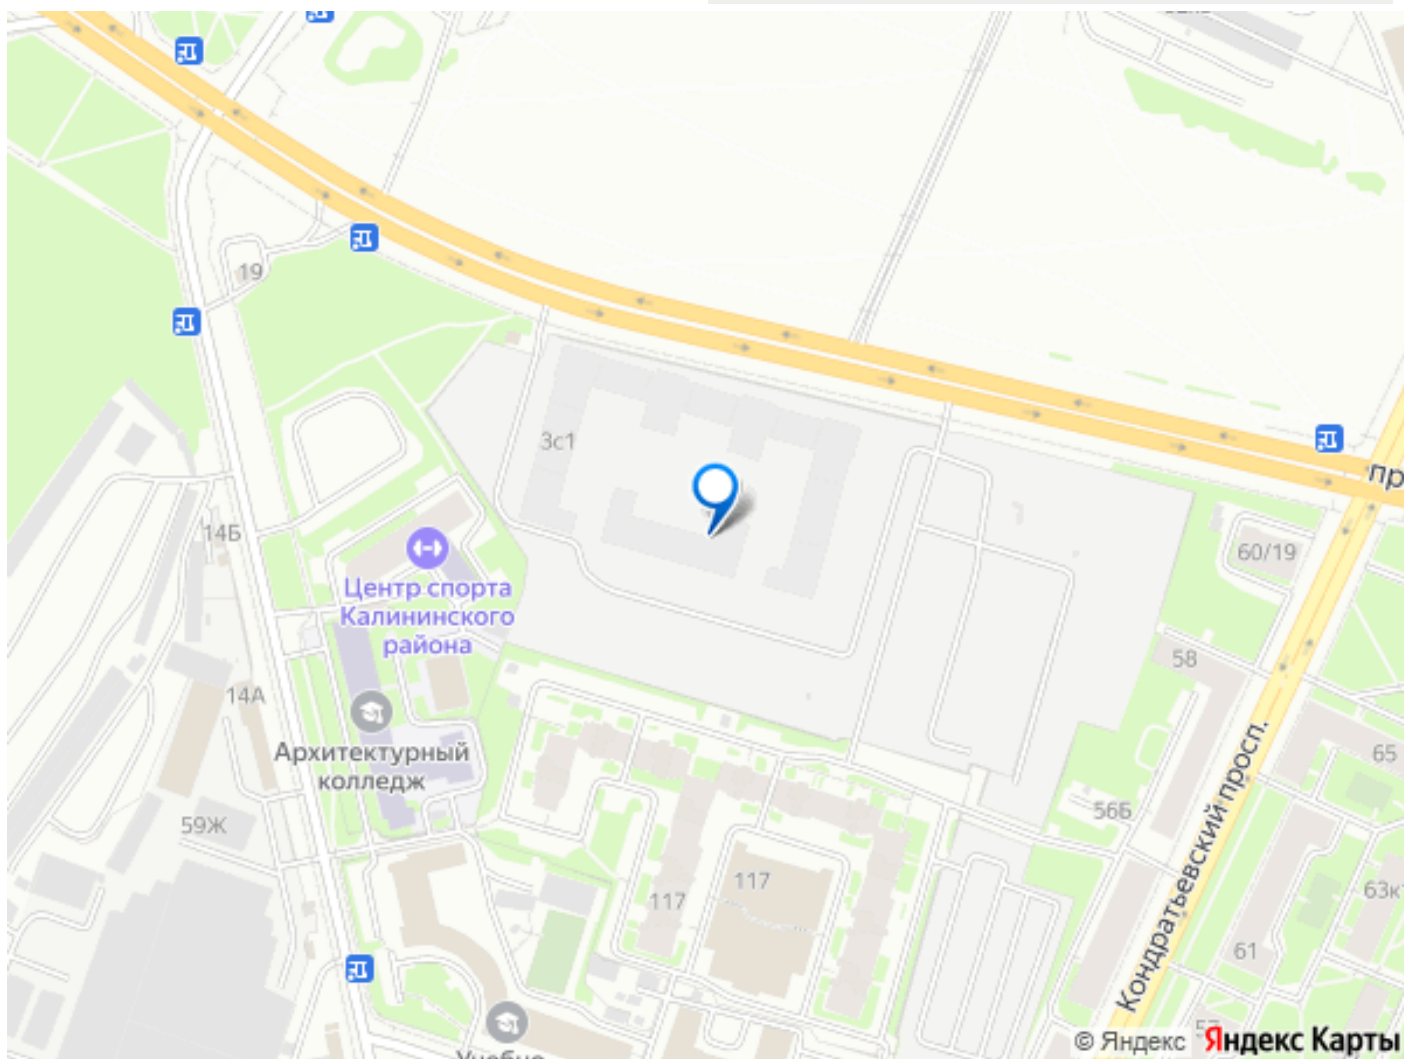 19
3с1
14Б
Центр спорта
Калининского
района
60/19
58
14А
Архитектурный
колледж
65
56Б
59Ж
117
117
63к
61
Кондратьевский просп.
пр
© Яндекс Яндекс Карты